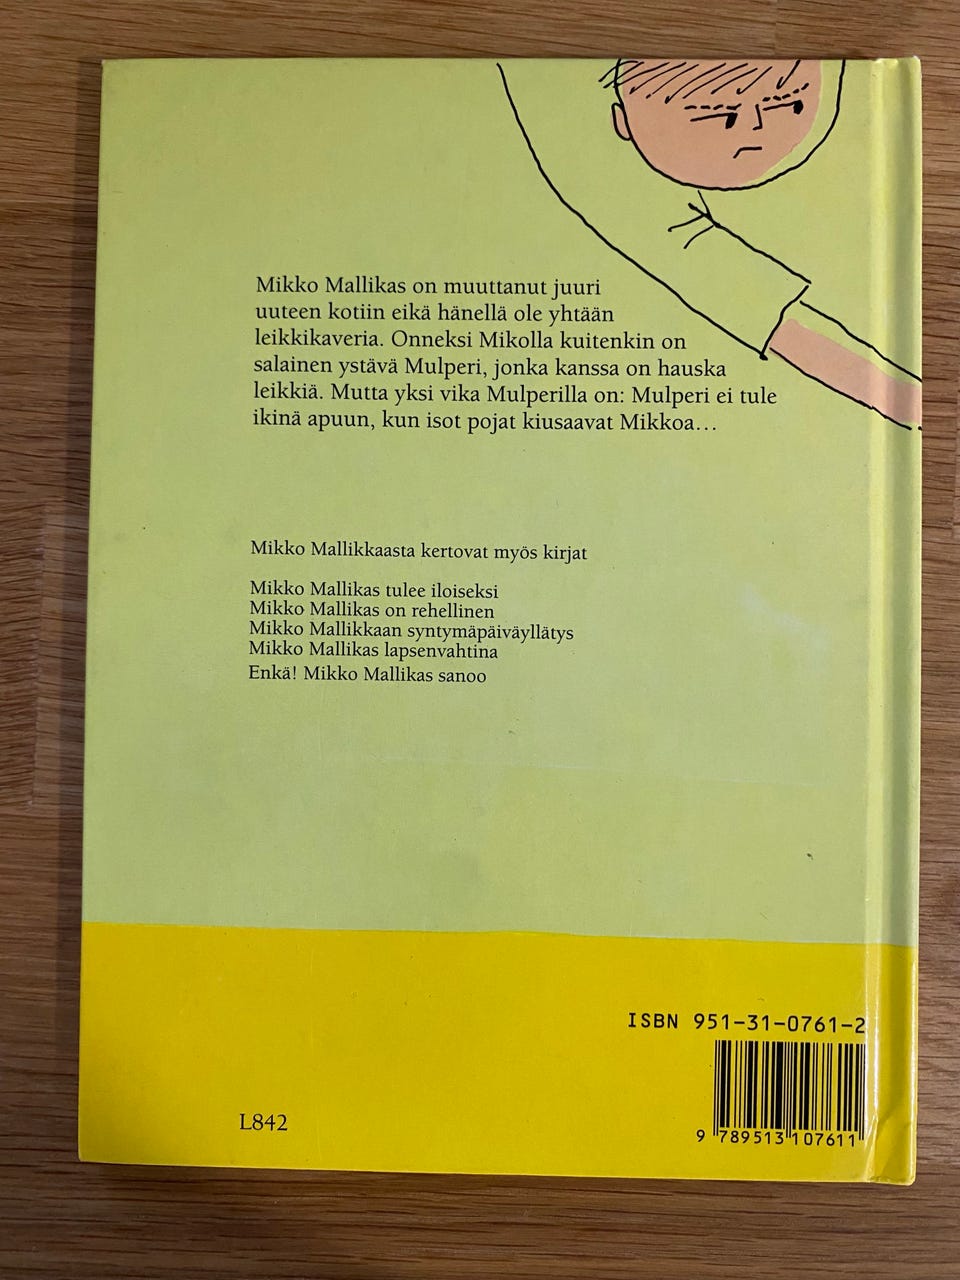 Mikko Mallikas on muuttanut juuri
uuteen kotiin eikä hänellä ole yhtään
leikkikaveria. Onneksi Mikolla kuitenkin on
salainen ystävä Mulperi, jonka kanssa on hauska
leikkiä. Mutta yksi vika Mulperilla on: Mulperi ei tule
ikinä apuun, kun isot pojat kiusaavat Mikkoa...
Mikko Mallikkaasta kertovat myös kirjat
Mikko Mallikas tulee iloiseksi
Mikko Mallikas on rehellinen
Mikko Mallikkaan syntymäpäiväyllätys
Mikko Mallikas lapsenvahtina
Enkä! Mikko Mallikas sanoo
ISBN 951-31-0761-2
9 789513 107611
L842